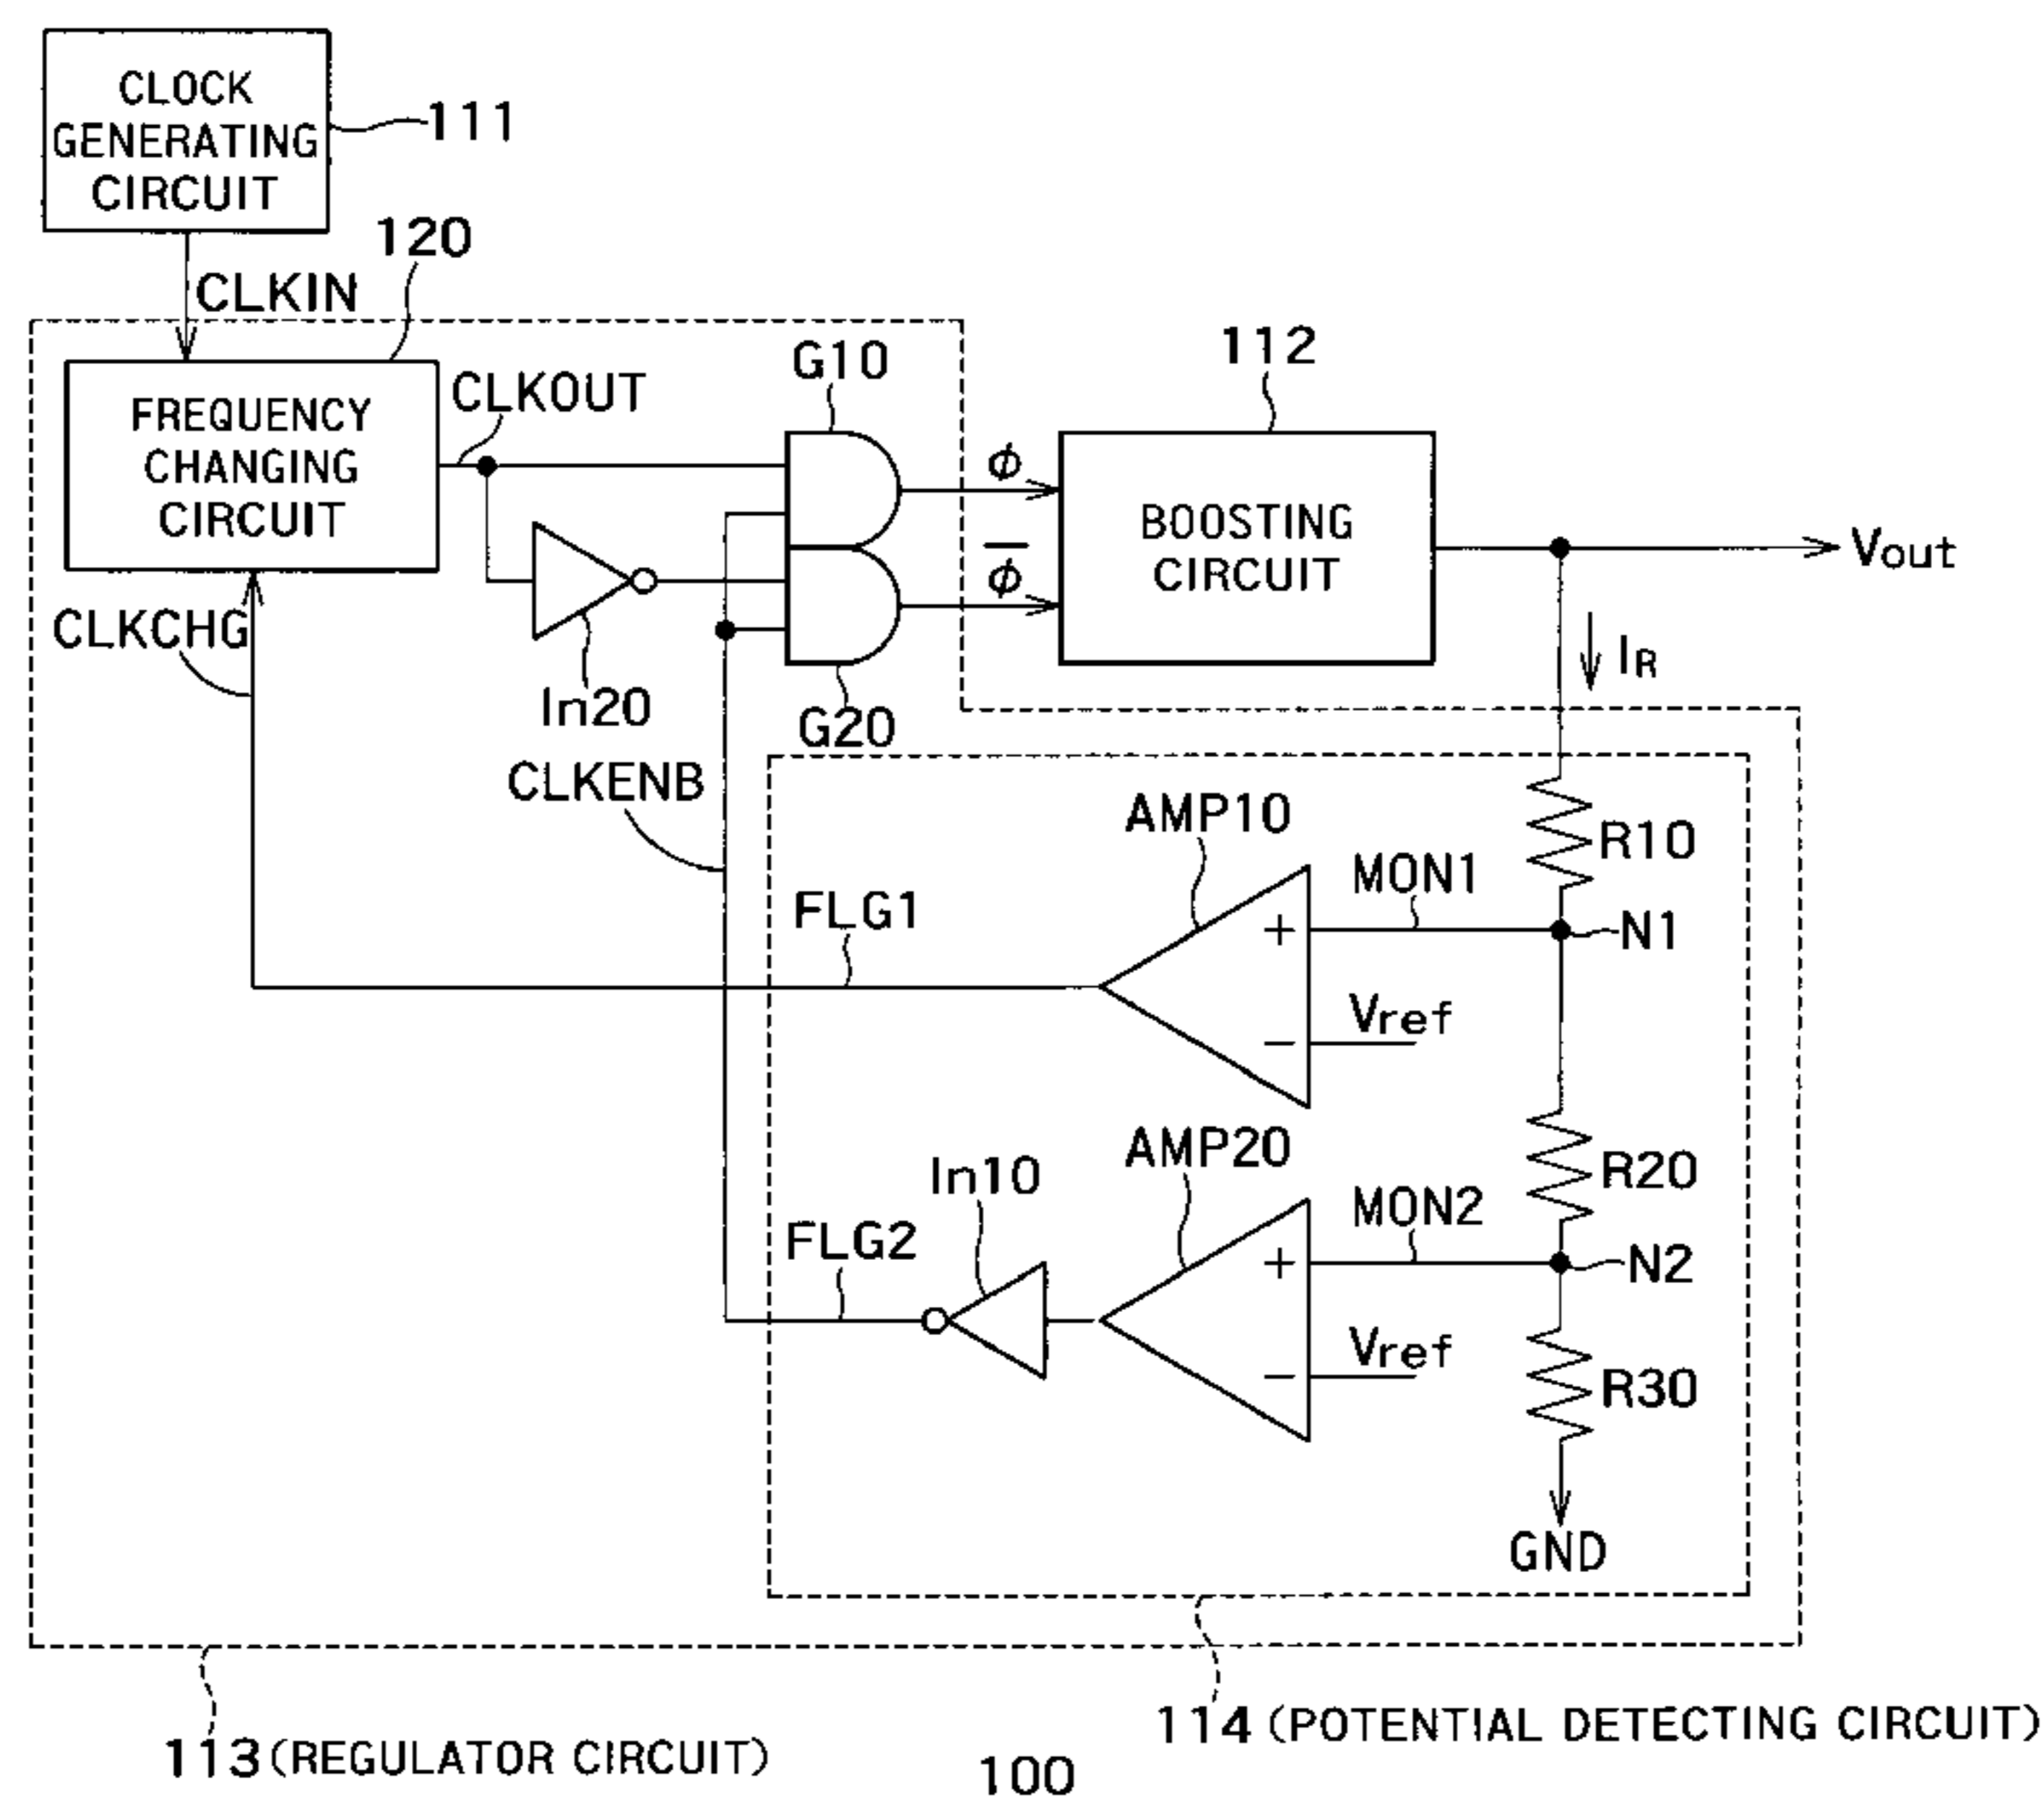 CLOCK
GENERATING
CIRCUIT
111
120
CLKIN
FREQUENCY
CHANGING
CIRCUIT
CLKOUT
G10
112
ϕ
ϕ̅
BOOSTING
CIRCUIT
Vout
CLKCHG
In20
G20
IR
CLKENB
AMP10
R10
MON1
FLG1
+
N1
Vref
−
AMP20
In10
R20
MON2
FLG2
+
N2
Vref
−
R30
GND
114 (POTENTIAL DETECTING CIRCUIT)
113 (REGULATOR CIRCUIT)
100